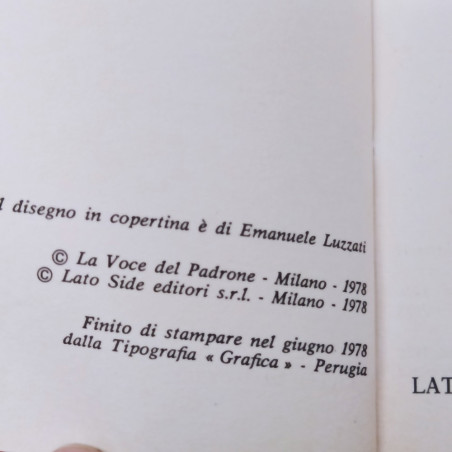 disegno in copertina è di Emanuele Luzzati
© La Voce del Padrone - Milano - 1978
© Lato Side editori s.r.l. - Milano - 1978
Finito di stampare nel giugno 1978
dalla Tipografia « Grafica » - Perugia
LAT